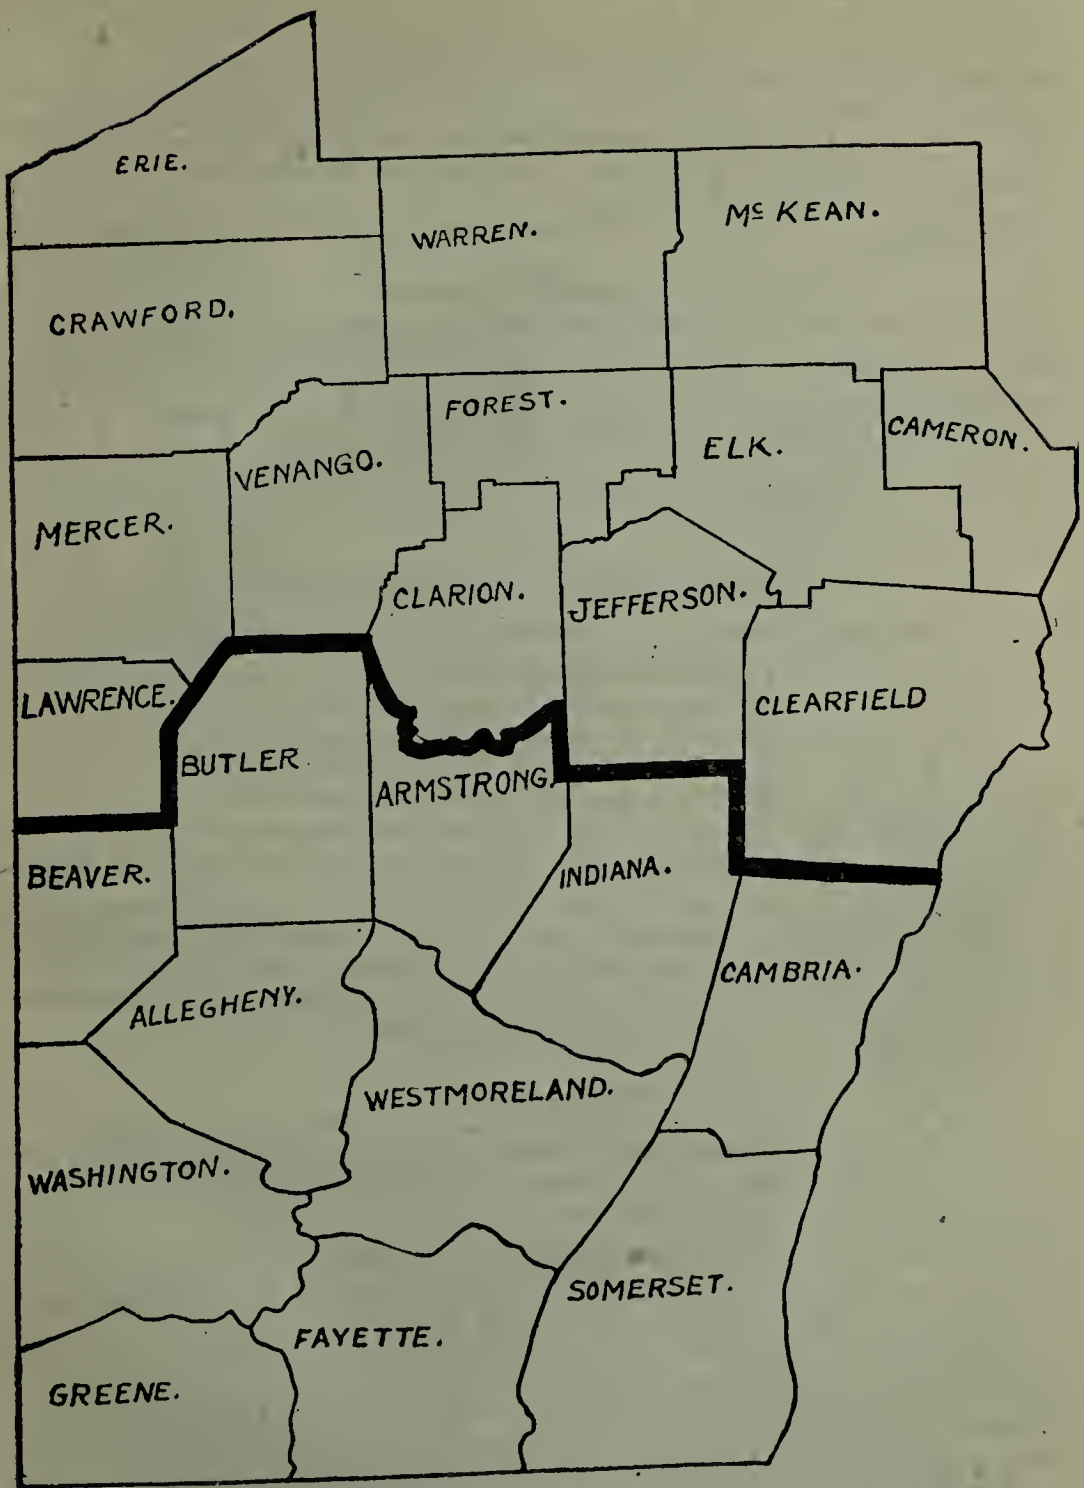 ERIE.
WARREN.
Mc KEAN.
CRAWFORD.
FOREST.
CAMERON.
VENANGO.
ELK.
MERCER.
CLARION.
JEFFERSON.
LAWRENCE.
CLEARFIELD
BUTLER
ARMSTRONG.
BEAVER.
INDIANA.
CAMBRIA.
ALLEGHENY.
WESTMORELAND.
WASHINGTON.
SOMERSET.
FAYETTE.
GREENE.